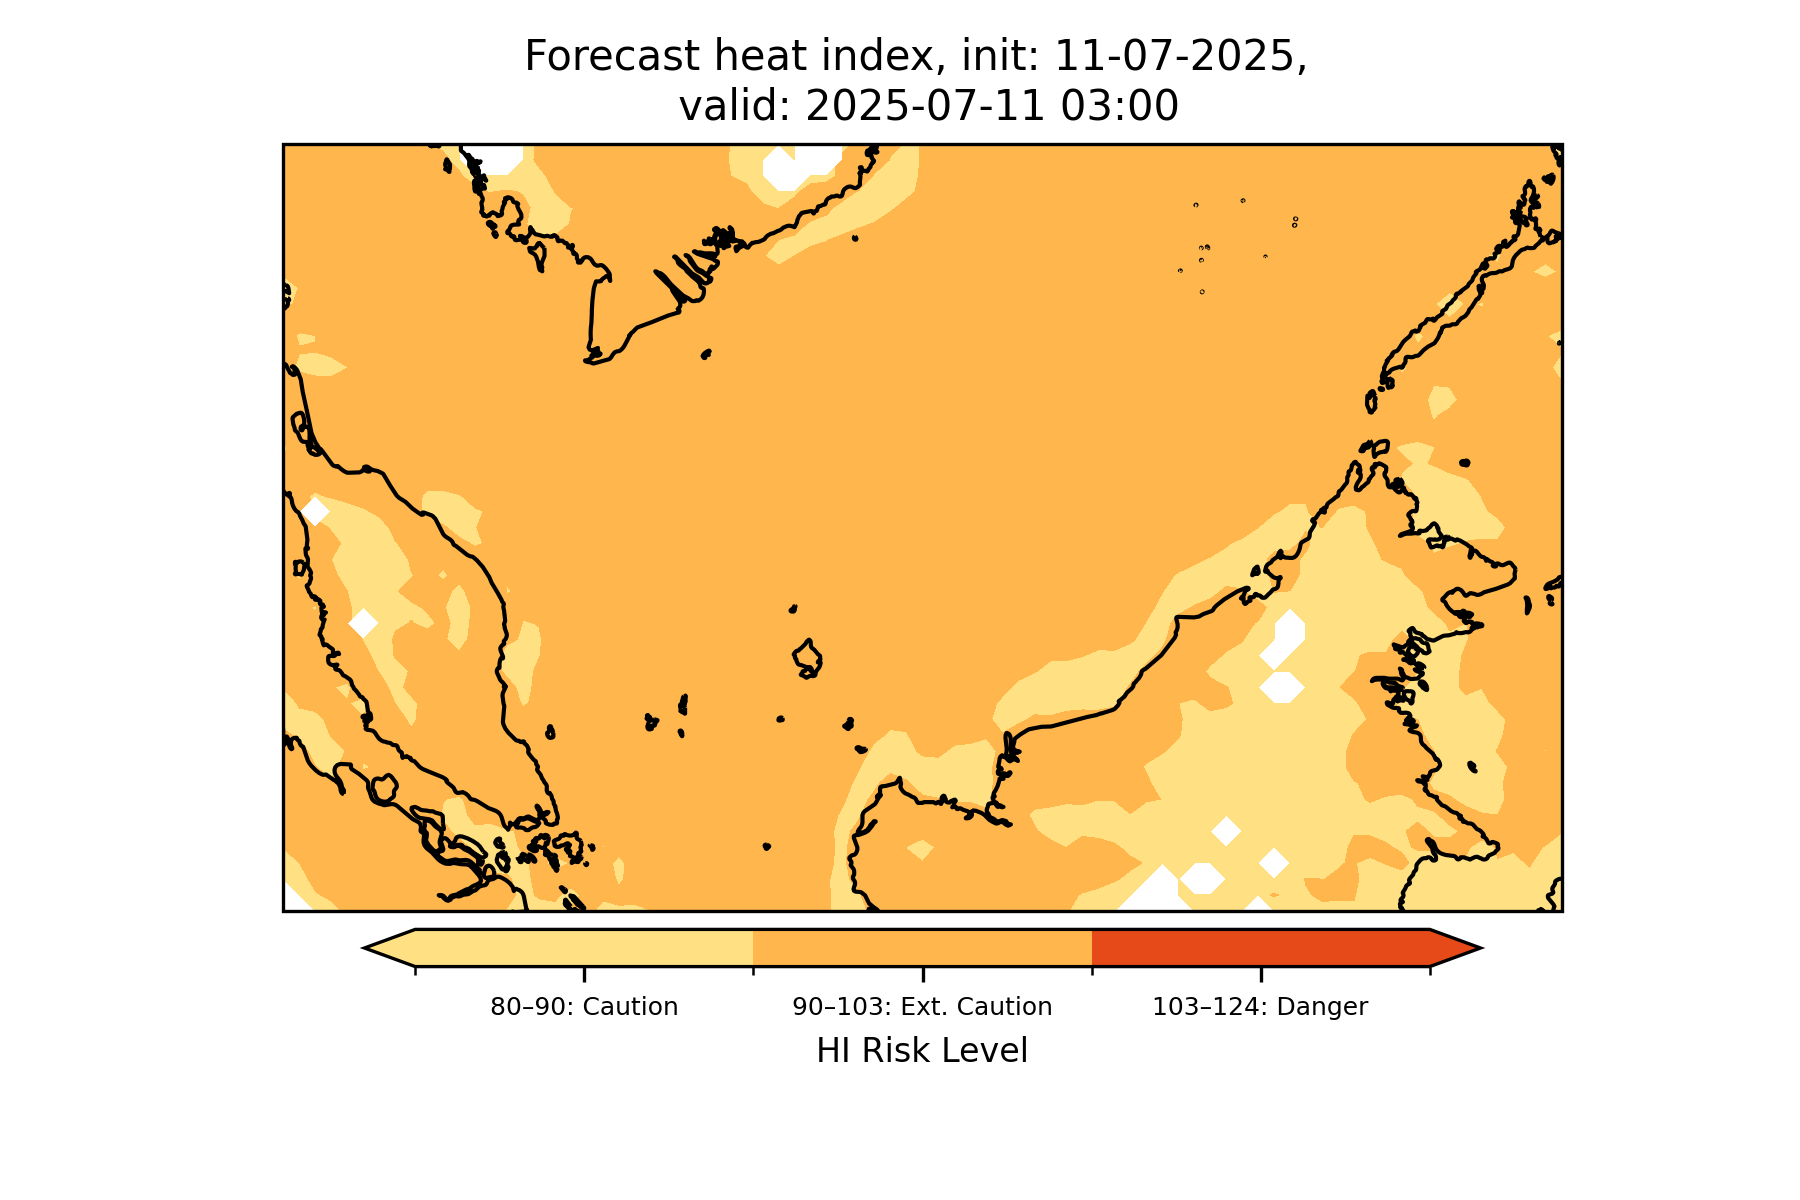 Forecast heat index, init: 11-07-2025,
valid: 2025-07-11 03:00
80–90: Caution
90–103: Ext. Caution
103–124: Danger
HI Risk Level